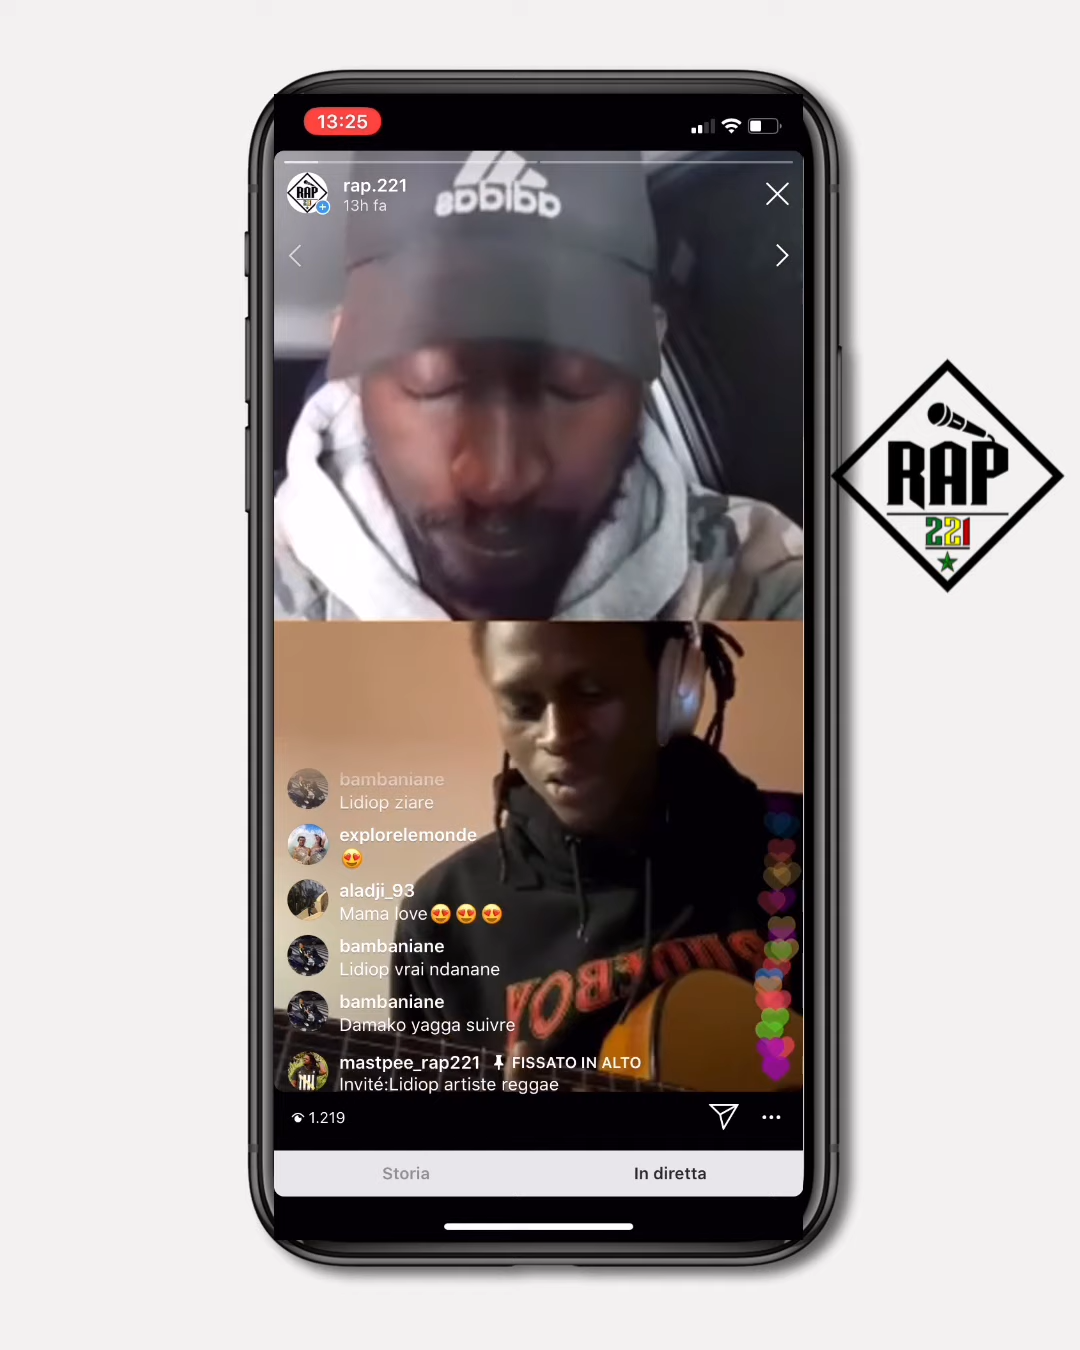 13:25
rap.221
13h fa
adidas
RAP
221
bambaniane
Lidiop ziare
explorelemonde
😍
aladji_93
Mama love😍😍😍
bambaniane
Lidiop vrai ndanane
bambaniane
Damako yagga suivre
mastpee_rap221 FISSATO IN ALTO
Invité:Lidiop artiste reggae
1.219
Storia
In diretta